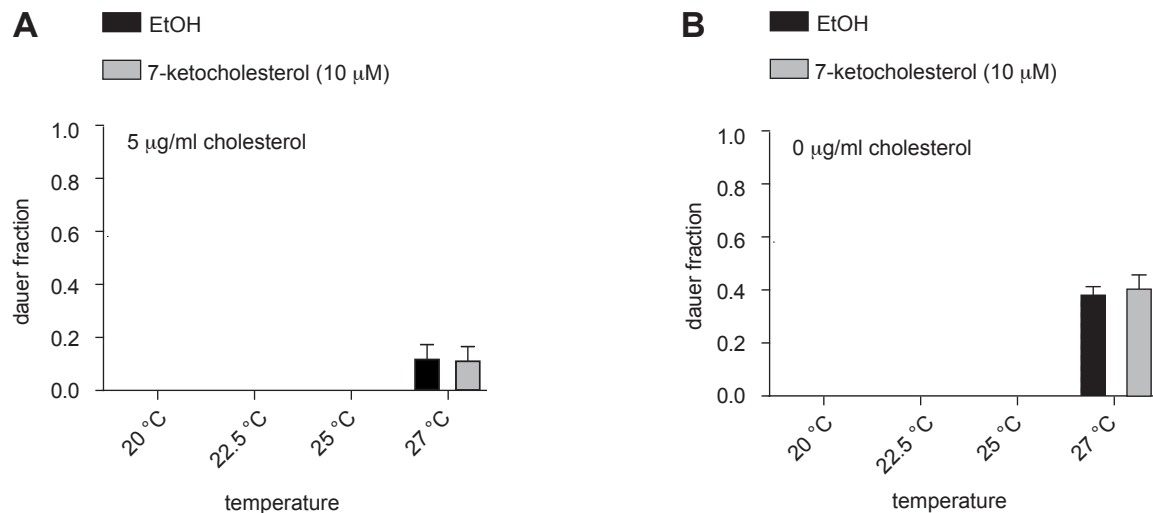 A
EtOH
7-ketocholesterol (10 μM)
5 μg/ml cholesterol
dauer fraction
1.0
0.8
0.6
0.4
0.2
0.0
20 °C
22.5 °C
25 °C
27 °C
temperature
B
EtOH
7-ketocholesterol (10 μM)
0 μg/ml cholesterol
dauer fraction
1.0
0.8
0.6
0.4
0.2
0.0
20 °C
22.5 °C
25 °C
27 °C
temperature